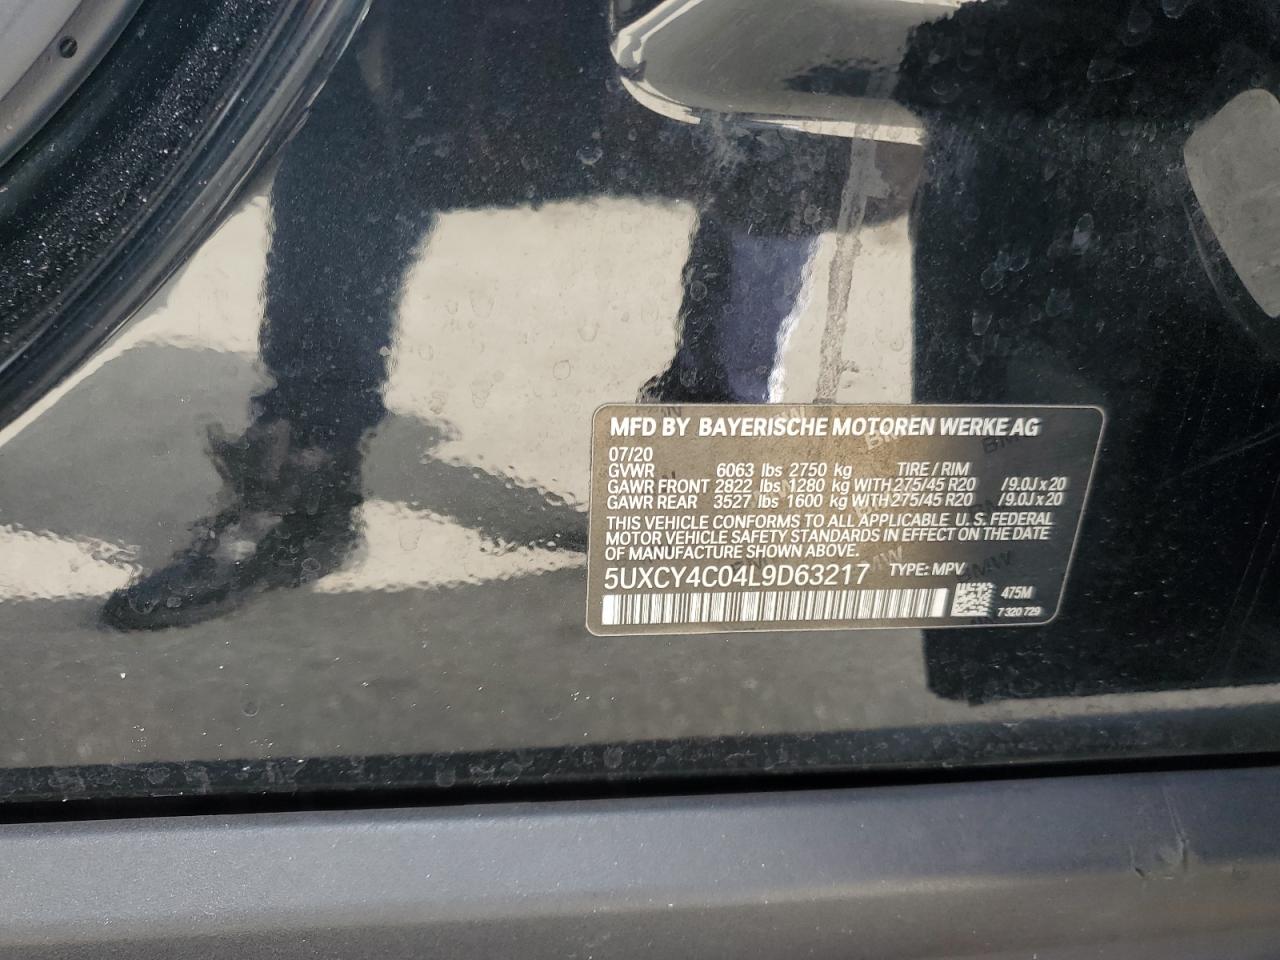 MFD BY BAYERISCHE MOTOREN WERKE AG
07/20
GVWR 6063 lbs 2750 kg TIRE / RIM
GAWR FRONT 2822 lbs 1280 kg WITH 275/45 R20 /9.0J x 20
GAWR REAR 3527 lbs 1600 kg WITH 275/45 R20 /9.0J x 20
THIS VEHICLE CONFORMS TO ALL APPLICABLE U.S. FEDERAL
MOTOR VEHICLE SAFETY STANDARDS IN EFFECT ON THE DATE
OF MANUFACTURE SHOWN ABOVE.
5UXCY4C04L9D63217 TYPE: MPV
475M
7 320 729